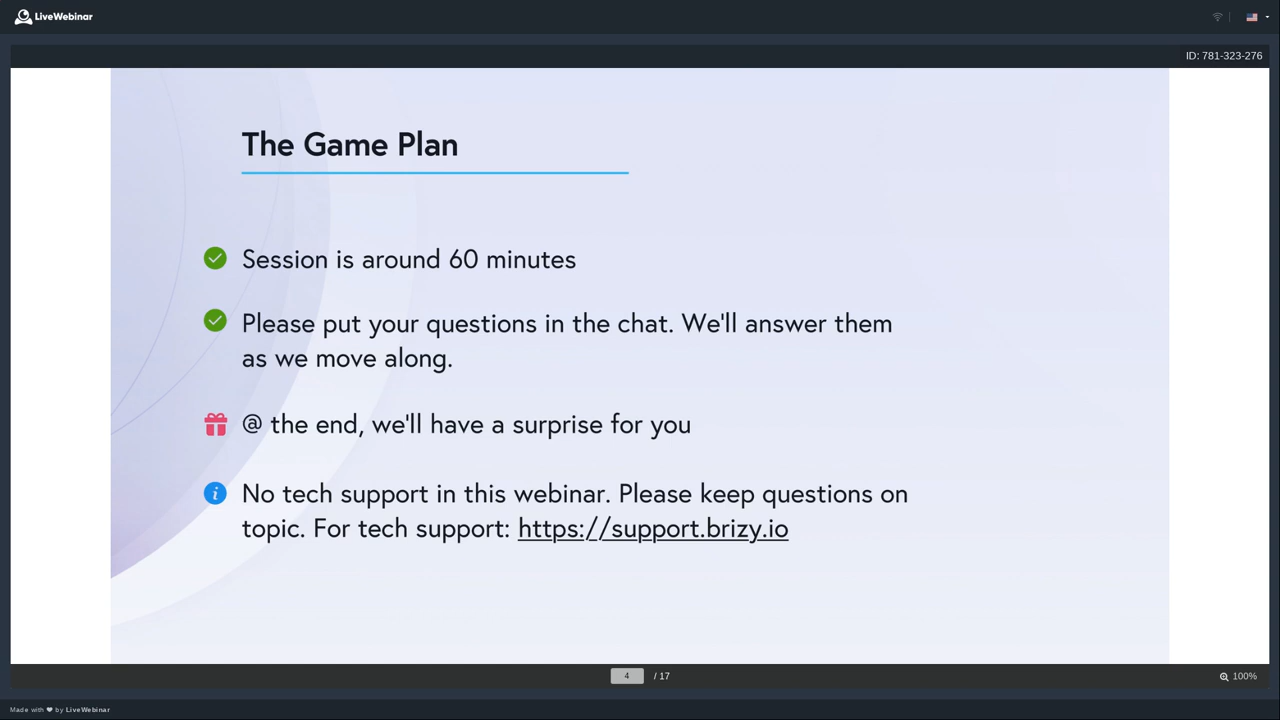 LiveWebinar
ID: 781-323-276
The Game Plan
Session is around 60 minutes
Please put your questions in the chat. We'll answer them
as we move along.
@ the end, we'll have a surprise for you
No tech support in this webinar. Please keep questions on
topic. For tech support: https://support.brizy.io
4 / 17
100%
Made with ❤ by LiveWebinar